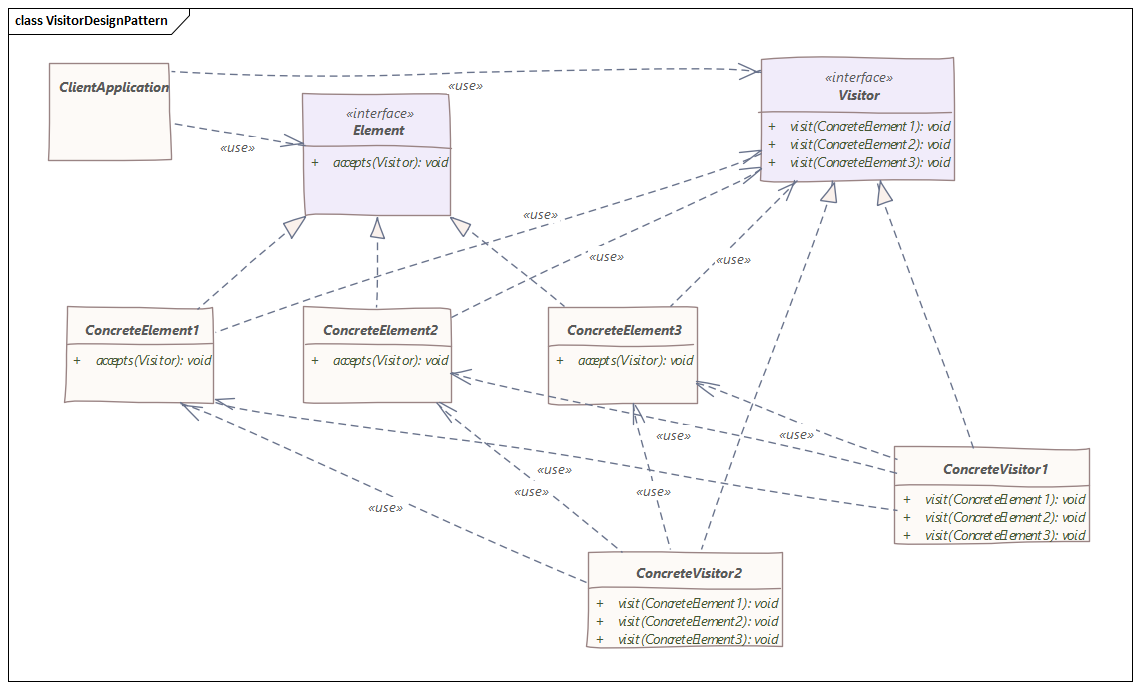 class VisitorDesignPattern
ClientApplication
«use»
«use»
«interface»
Element
+ accepts(Visitor): void
«interface»
Visitor
+ visit(ConcreteElement1): void
+ visit(ConcreteElement2): void
+ visit(ConcreteElement3): void
«use»
«use»
«use»
ConcreteElement1
+ accepts(Visitor): void
ConcreteElement2
+ accepts(Visitor): void
ConcreteElement3
+ accepts(Visitor): void
«use»
«use»
«use»
«use»
«use»
«use»
ConcreteVisitor1
+ visit(ConcreteElement1): void
+ visit(ConcreteElement2): void
+ visit(ConcreteElement3): void
ConcreteVisitor2
+ visit(ConcreteElement1): void
+ visit(ConcreteElement2): void
+ visit(ConcreteElement3): void